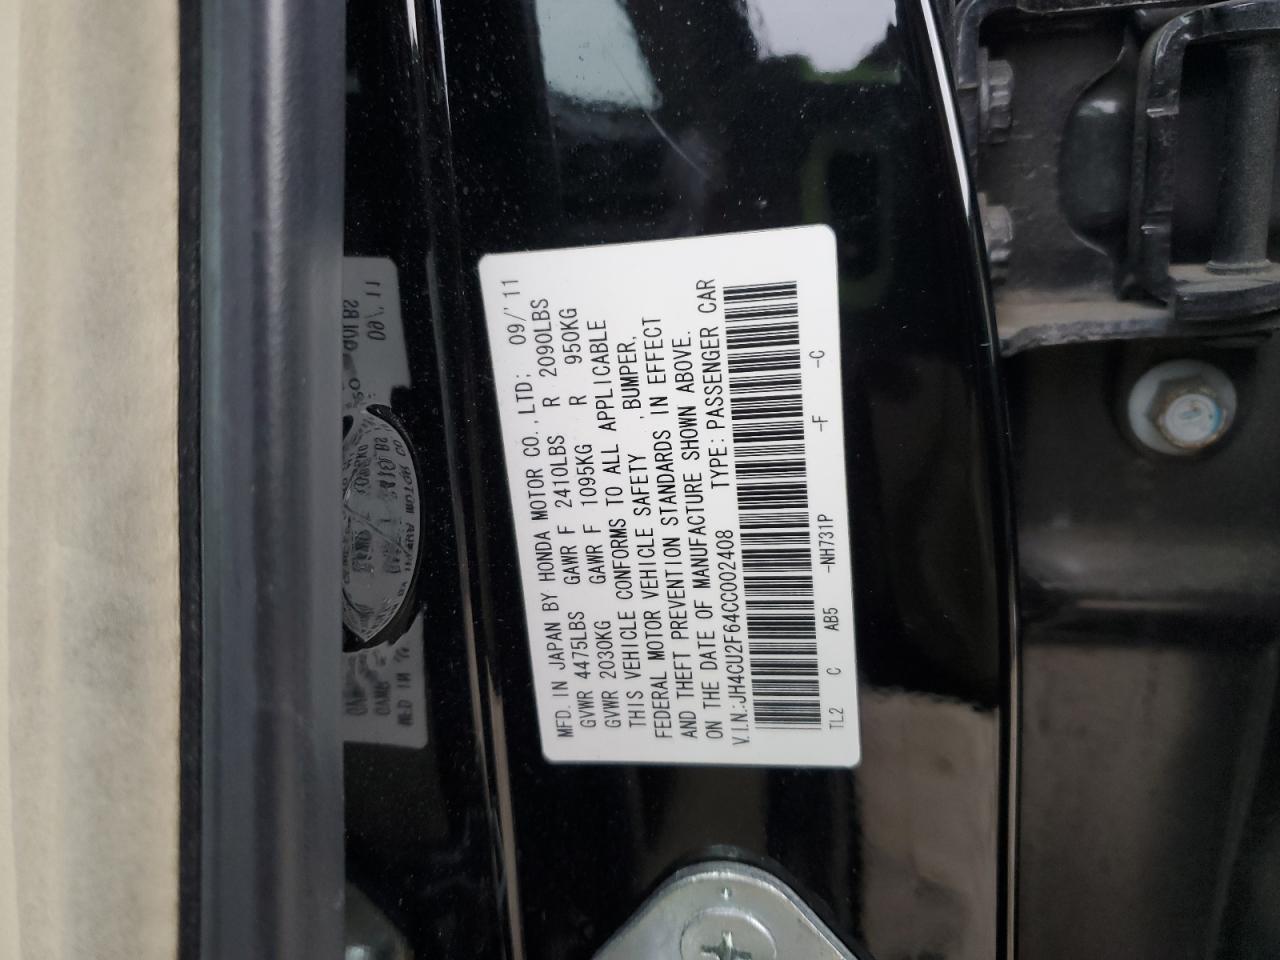 MFD. IN JAPAN BY HONDA MOTOR CO.,LTD: 09/'11
GVWR 4475LBS GAWR F 2410LBS R 2090LBS
GVWR 2030KG GAWR F 1095KG R 950KG
THIS VEHICLE CONFORMS TO ALL APPLICABLE
FEDERAL MOTOR VEHICLE SAFETY ,BUMPER,
AND THEFT PREVENTION STANDARDS IN EFFECT
ON THE DATE OF MANUFACTURE SHOWN ABOVE.
V.I.N.:JH4CU2F64CC002408 TYPE:PASSENGER CAR
TL2 C AB5 -NH731P -F -C